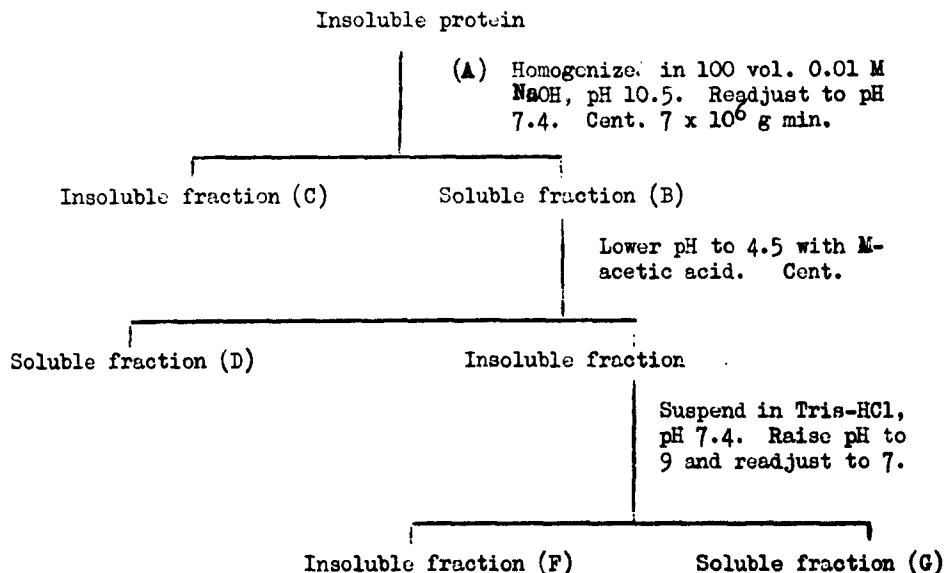 Insoluble protein
(A) Homogenize. in 100 vol. 0.01 M
NaOH, pH 10.5. Readjust to pH
7.4. Cent. 7 x 10⁶ g min.
Insoluble fraction (C) Soluble fraction (B)
Lower pH to 4.5 with M-
acetic acid. Cent.
Soluble fraction (D) Insoluble fraction
Suspend in Tris-HCl,
pH 7.4. Raise pH to
9 and readjust to 7.
Insoluble fraction (F) Soluble fraction (G)